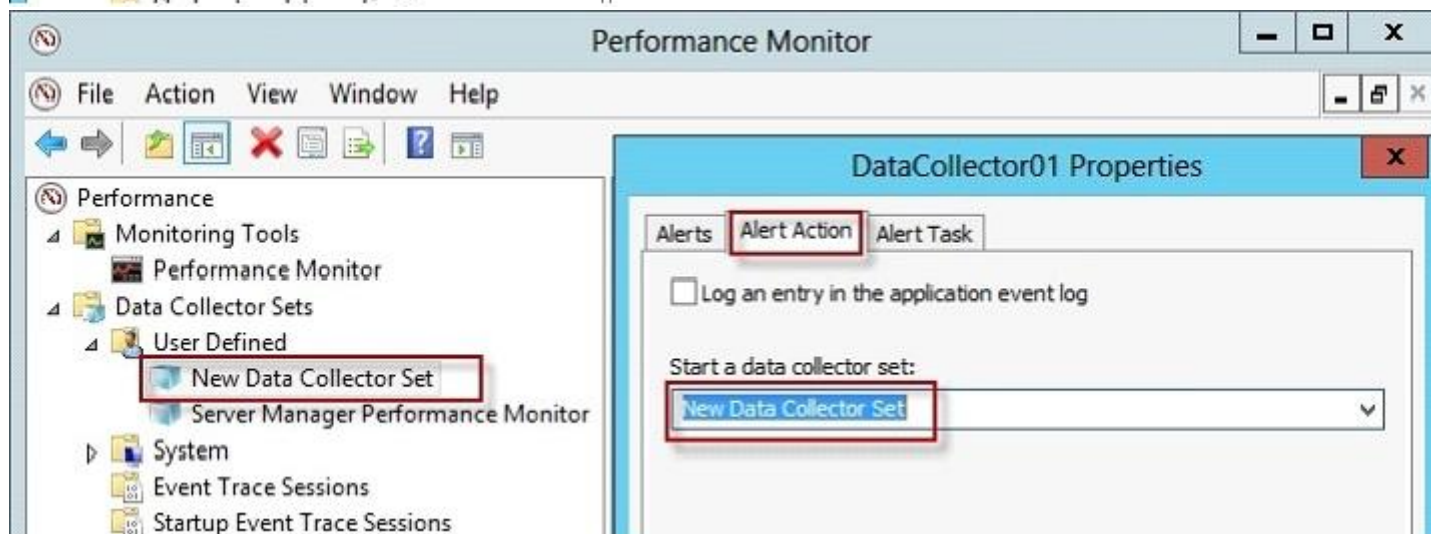 Performance Monitor
File Action View Window Help
Performance
Monitoring Tools
Performance Monitor
Data Collector Sets
User Defined
New Data Collector Set
Server Manager Performance Monitor
System
Event Trace Sessions
Startup Event Trace Sessions
DataCollector01 Properties
Alerts Alert Action Alert Task
Log an entry in the application event log
Start a data collector set:
New Data Collector Set